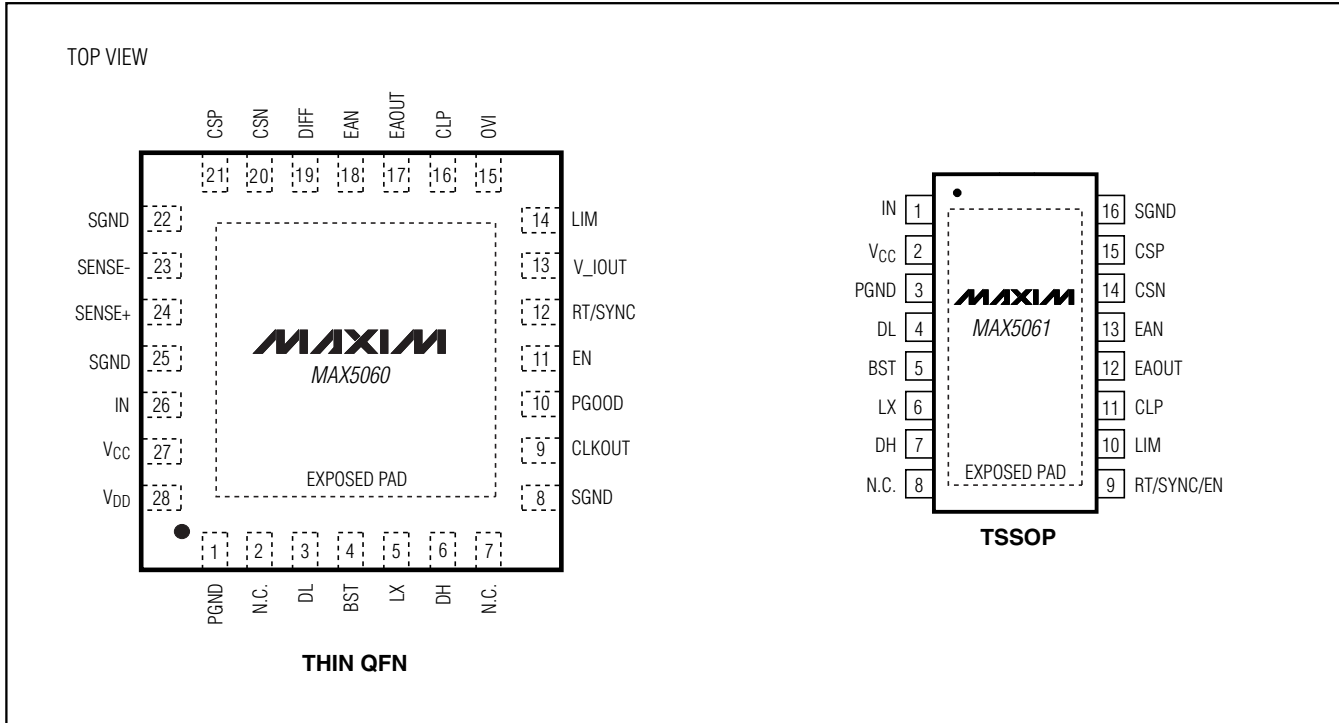 TOP VIEW
CSP
CSN
DIFF
EAN
EAOUT
CLP
OVI
21 20 19 18 17 16 15
SGND 22
SENSE- 23
SENSE+ 24
SGND 25
IN 26
VCC 27
VDD 28
14 LIM
13 V_IOUT
12 RT/SYNC
11 EN
10 PGOOD
9 CLKOUT
8 SGND
MAXIM
MAX5060
EXPOSED PAD
1 2 3 4 5 6 7
PGND
N.C.
DL
BST
LX
DH
N.C.
THIN QFN
IN 1
VCC 2
PGND 3
DL 4
BST 5
LX 6
DH 7
N.C. 8
MAXIM
MAX5061
EXPOSED PAD
16 SGND
15 CSP
14 CSN
13 EAN
12 EAOUT
11 CLP
10 LIM
9 RT/SYNC/EN
TSSOP